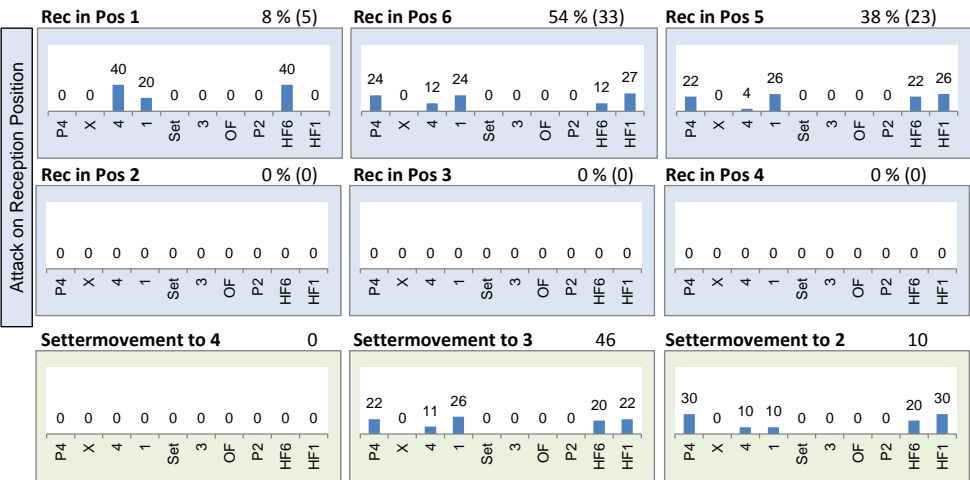 Attack on Reception Position
Rec in Pos 1 8 % (5)
0 0 40 20 0 0 0 0 40 0
P4 X 4 1 Set 3 OF P2 HF6 HF1
Rec in Pos 6 54 % (33)
24 0 12 24 0 0 0 0 12 27
P4 X 4 1 Set 3 OF P2 HF6 HF1
Rec in Pos 5 38 % (23)
22 0 4 26 0 0 0 0 22 26
P4 X 4 1 Set 3 OF P2 HF6 HF1
Rec in Pos 2 0 % (0)
0 0 0 0 0 0 0 0 0 0
P4 X 4 1 Set 3 OF P2 HF6 HF1
Rec in Pos 3 0 % (0)
0 0 0 0 0 0 0 0 0 0
P4 X 4 1 Set 3 OF P2 HF6 HF1
Rec in Pos 4 0 % (0)
0 0 0 0 0 0 0 0 0 0
P4 X 4 1 Set 3 OF P2 HF6 HF1
Settermovement to 4 0
0 0 0 0 0 0 0 0 0 0
P4 X 4 1 Set 3 OF P2 HF6 HF1
Settermovement to 3 46
22 0 11 26 0 0 0 0 20 22
P4 X 4 1 Set 3 OF P2 HF6 HF1
Settermovement to 2 10
30 0 10 10 0 0 0 0 20 30
P4 X 4 1 Set 3 OF P2 HF6 HF1